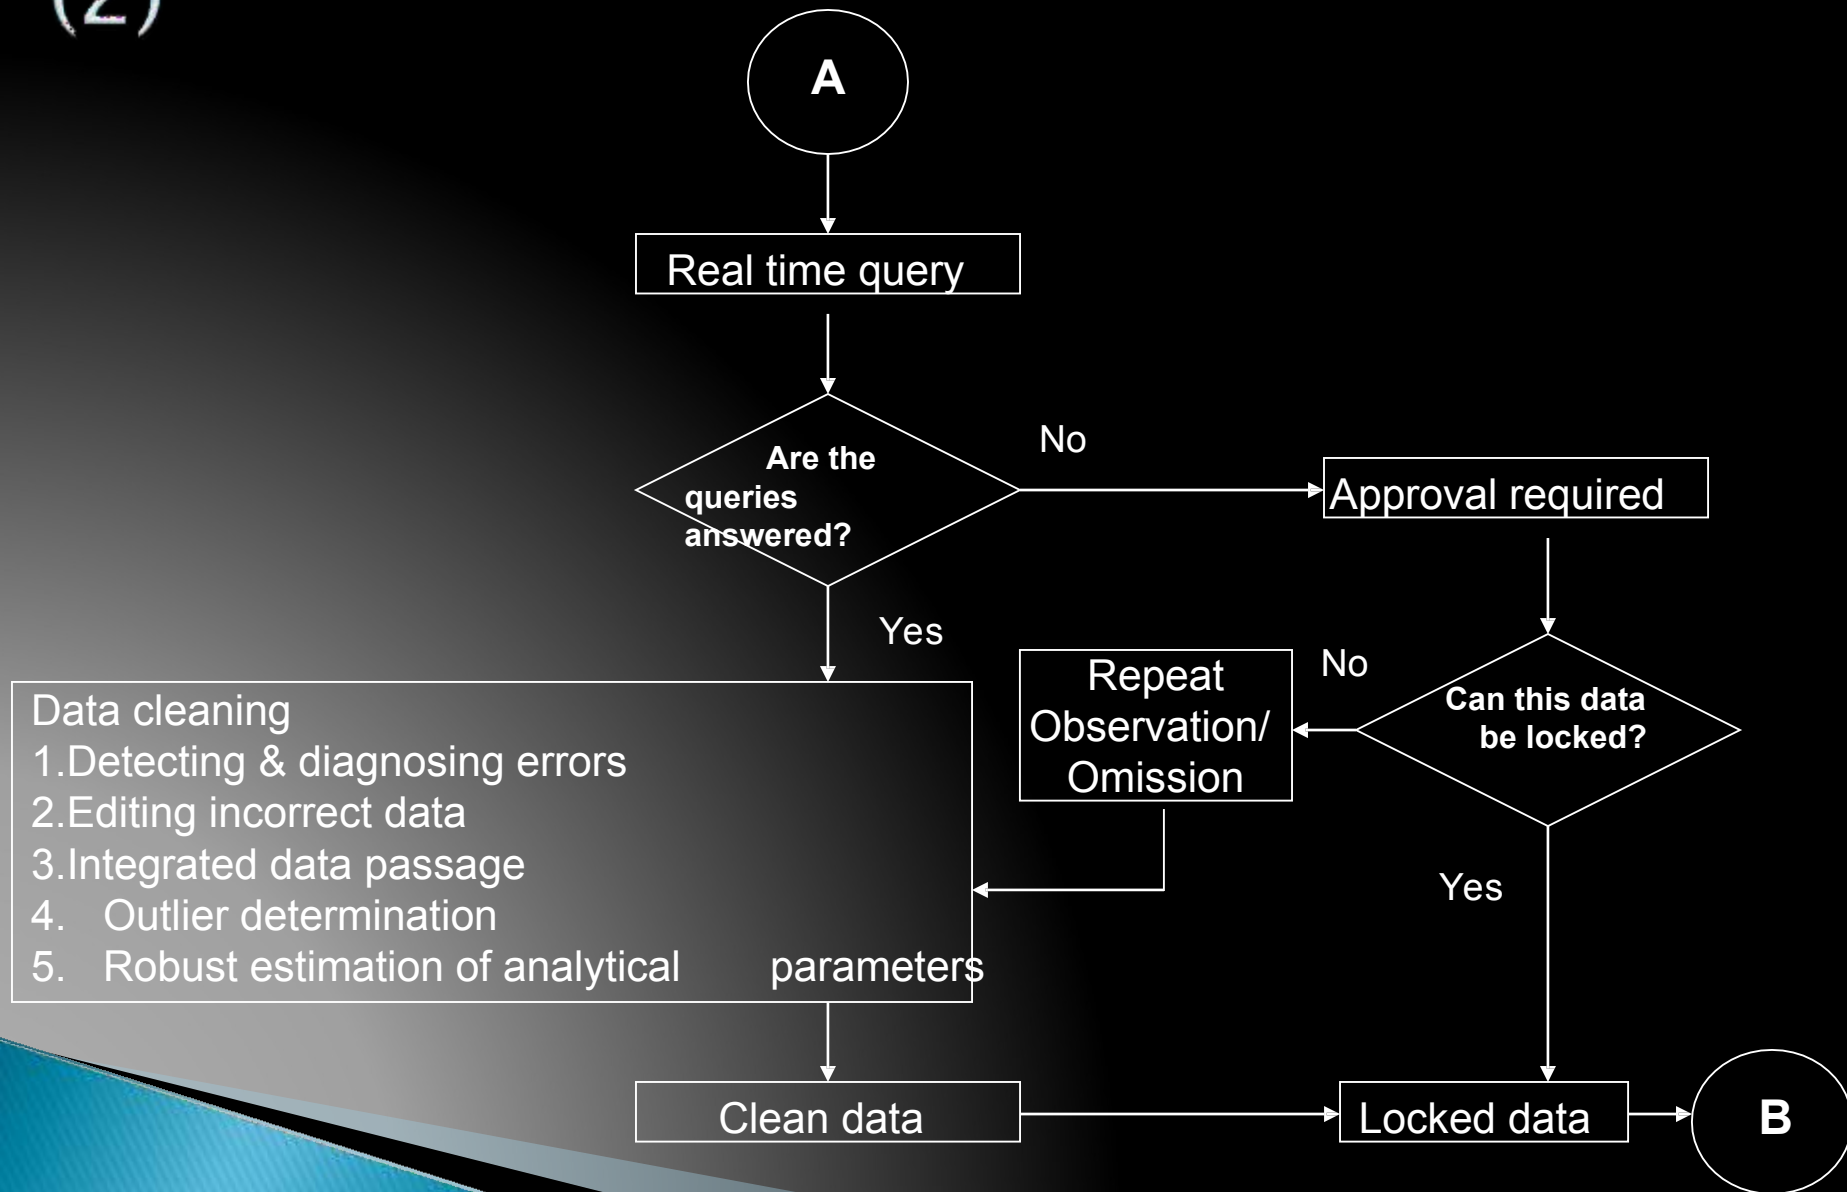 (2)
A
Real time query
Are the
queries
answered?
No
Approval required
Yes
Repeat
Observation/
Omission
No
Can this data
be locked?
Data cleaning
1.Detecting & diagnosing errors
2.Editing incorrect data
3.Integrated data passage
4. Outlier determination
5. Robust estimation of analytical parameters
Yes
Clean data
Locked data
B